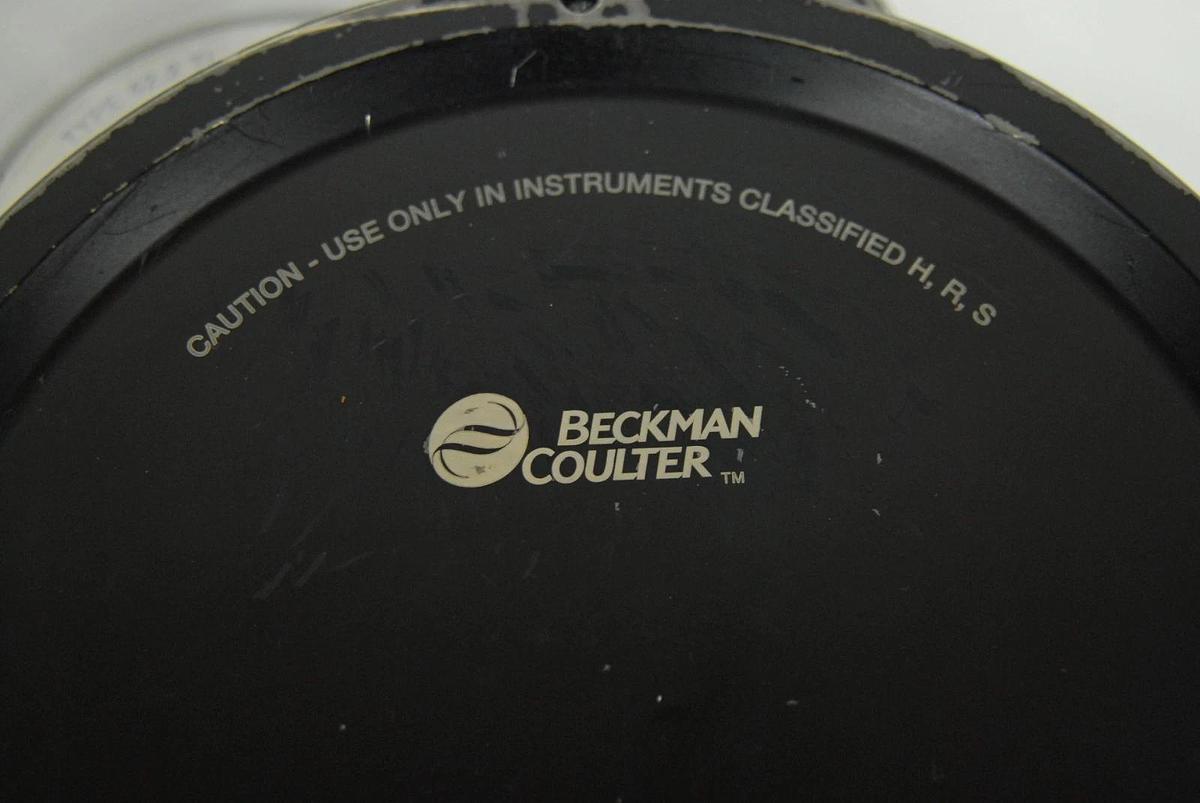 CAUTION - USE ONLY IN INSTRUMENTS CLASSIFIED H, R, S
BECKMAN
COULTER TM